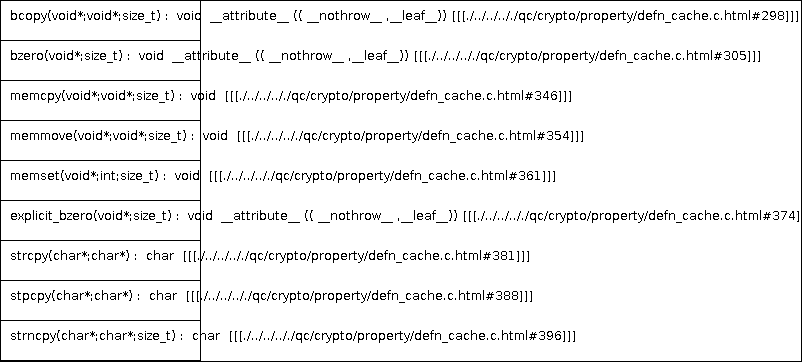 bcopy(void*;void*;size_t) : void __attribute__ (( __nothrow__ ,__leaf__)) [[[./../../../../qc/crypto/property/defn_cache.c.html#298]]]
bzero(void*;size_t) : void __attribute__ (( __nothrow__ ,__leaf__)) [[[./../../../../qc/crypto/property/defn_cache.c.html#305]]]
memcpy(void*;void*;size_t) : void [[[./../../../../qc/crypto/property/defn_cache.c.html#346]]]
memmove(void*;void*;size_t) : void [[[./../../../../qc/crypto/property/defn_cache.c.html#354]]]
memset(void*;int;size_t) : void [[[./../../../../qc/crypto/property/defn_cache.c.html#361]]]
explicit_bzero(void*;size_t) : void __attribute__ (( __nothrow__ ,__leaf__)) [[[./../../../../qc/crypto/property/defn_cache.c.html#374]
strcpy(char*;char*) : char [[[./../../../../qc/crypto/property/defn_cache.c.html#381]]]
stpcpy(char*;char*) : char [[[./../../../../qc/crypto/property/defn_cache.c.html#388]]]
strncpy(char*;char*;size_t) : char [[[./../../../../qc/crypto/property/defn_cache.c.html#396]]]